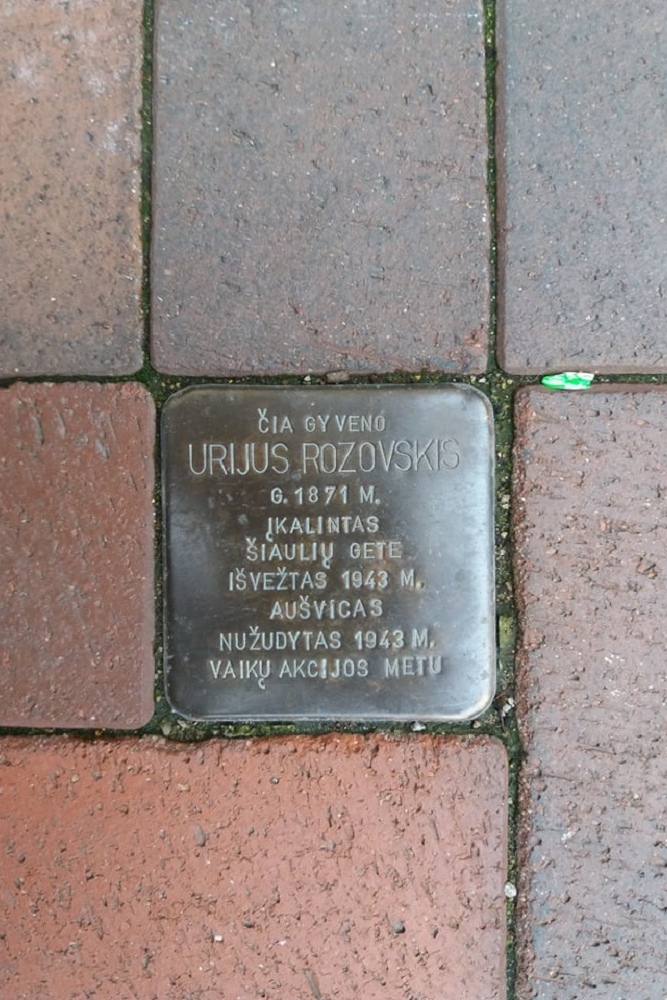 ČIA GYVENO
URIJUS ROZOVSKIS
G. 1871 M.
ĮKALINTAS
ŠIAULIŲ GETE
IŠVEŽTAS 1943 M.
AUŠVICAS
NUŽUDYTAS 1943 M.
VAIKŲ AKCIJOS METU